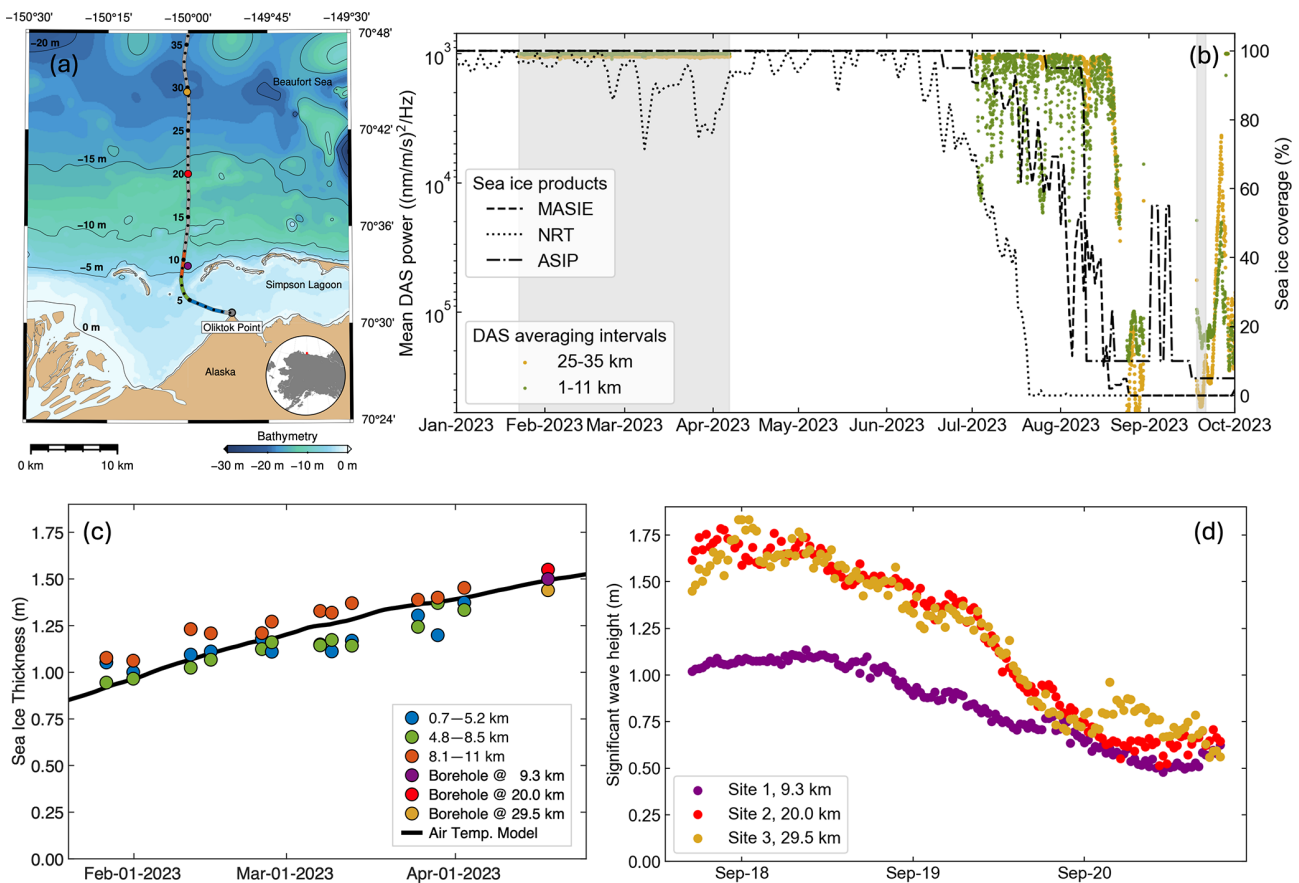 −150°30' −150°15' −150°00' −149°45' −149°30'
70°48'
70°42'
70°36'
70°30'
70°24'
−20 m
(a)
35
30
25
20
15
10
5
Beaufort Sea
−15 m
−10 m
−5 m
0 m
Simpson Lagoon
Oliktok Point
Alaska
0 km 10 km
Bathymetry
−30 m −20 m −10 m 0 m
(b)
Mean DAS power ((nm/m/s)²/Hz)
10³
10⁴
10⁵
Sea ice products
MASIE
NRT
ASIP
DAS averaging intervals
25-35 km
1-11 km
Sea ice coverage (%)
100
80
60
40
20
0
Jan-2023 Feb-2023 Mar-2023 Apr-2023 May-2023 Jun-2023 Jul-2023 Aug-2023 Sep-2023 Oct-2023
(c)
Sea Ice Thickness (m)
1.75
1.50
1.25
1.00
0.75
0.50
0.25
0.00
0.7—5.2 km
4.8—8.5 km
8.1—11 km
Borehole @ 9.3 km
Borehole @ 20.0 km
Borehole @ 29.5 km
Air Temp. Model
Feb-01-2023 Mar-01-2023 Apr-01-2023
(d)
Significant wave height (m)
1.75
1.50
1.25
1.00
0.75
0.50
0.25
0.00
Site 1, 9.3 km
Site 2, 20.0 km
Site 3, 29.5 km
Sep-18 Sep-19 Sep-20